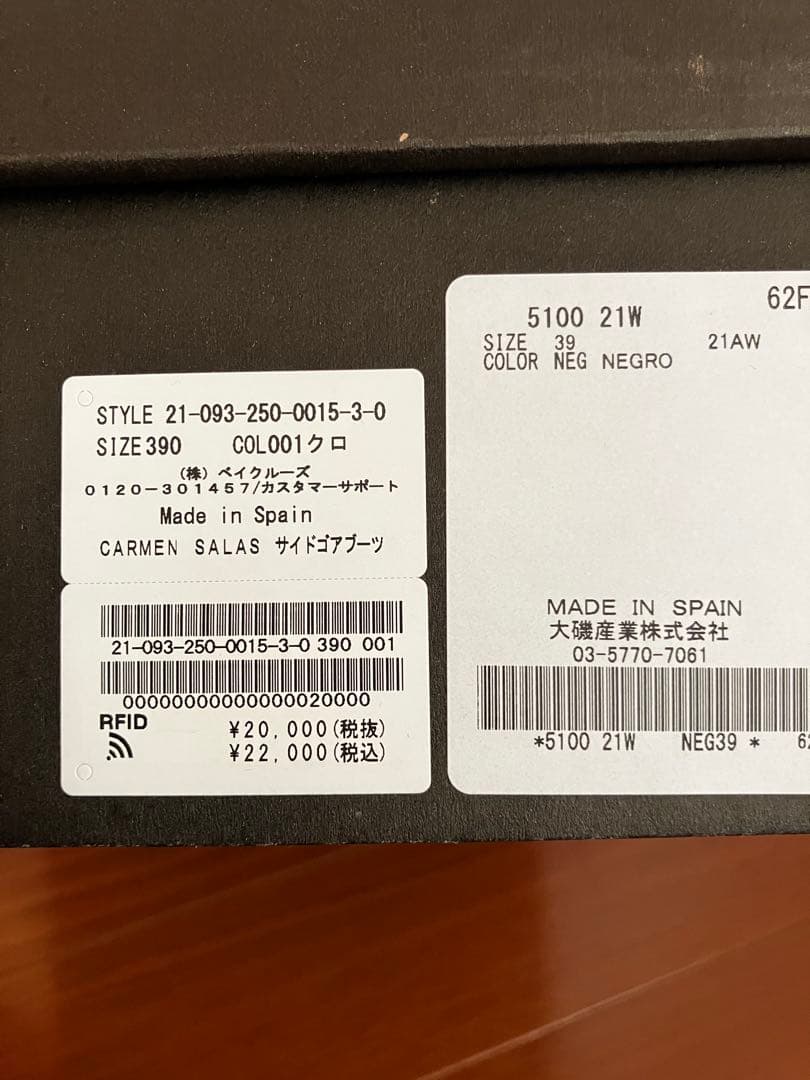 STYLE 21-093-250-0015-3-0
SIZE390 COL001クロ
(株) ベイクルーズ
0120-301457/カスタマーサポート
Made in Spain
CARMEN SALAS サイドゴアブーツ
21-093-250-0015-3-0 390 001
00000000000000020000
RFID
¥20,000(税抜)
¥22,000(税込)
62F
5100 21W
SIZE 39 21AW
COLOR NEG NEGRO
MADE IN SPAIN
大磯産業株式会社
03-5770-7061
*5100 21W NEG39 * 62